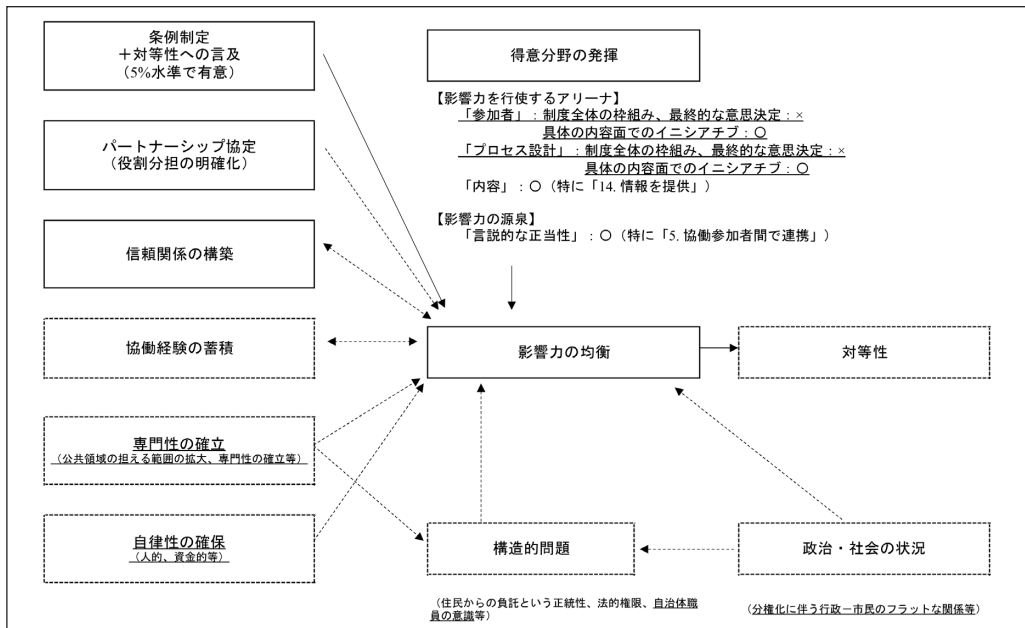 条例制定
＋対等性への言及
（5%水準で有意）
パートナーシップ協定
（役割分担の明確化）
信頼関係の構築
協働経験の蓄積
専門性の確立
（公共領域の担える範囲の拡大、専門性の確立等）
自律性の確保
（人的、資金的等）
得意分野の発揮
【影響力を行使するアリーナ】
「参加者」：制度全体の枠組み、最終的な意思決定：×
具体の内容面でのイニシアチブ：〇
「プロセス設計」：制度全体の枠組み、最終的な意思決定：×
具体の内容面でのイニシアチブ：〇
「内容」：〇（特に「14. 情報を提供」）
【影響力の源泉】
「言説的な正当性」：〇（特に「5. 協働参加者間で連携」）
影響力の均衡
対等性
構造的問題
（住民からの負託という正統性、法的権限、自治体職
員の意識等）
政治・社会の状況
（分権化に伴う行政－市民のフラットな関係等）